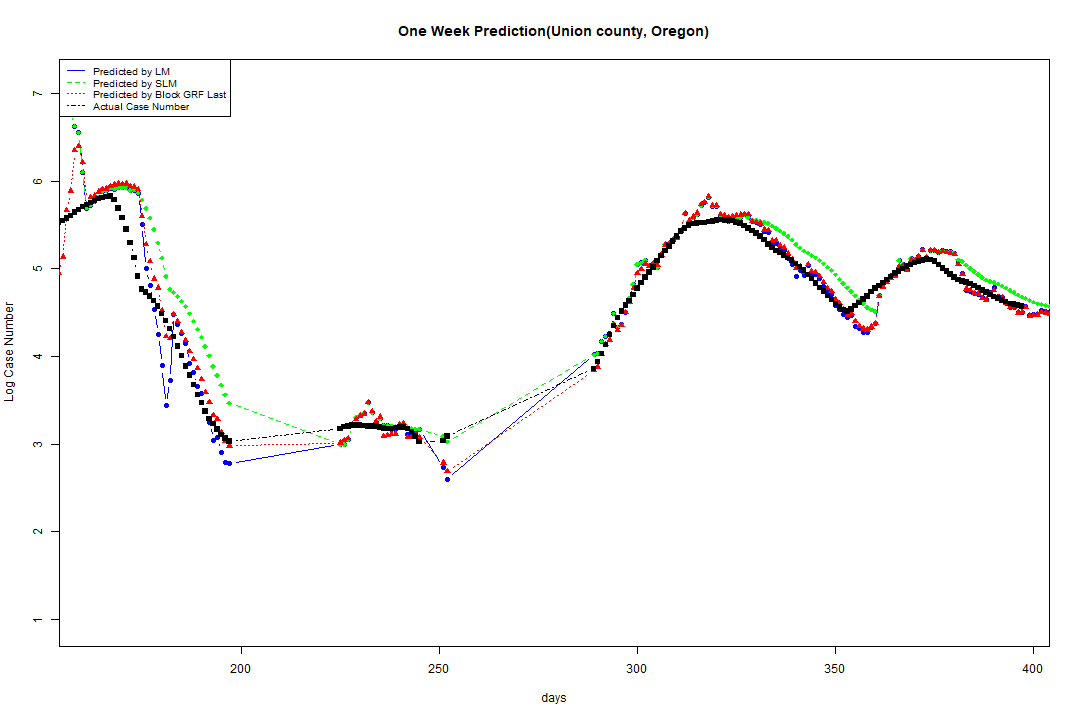 One Week Prediction(Union county, Oregon)
Predicted by LM
Predicted by SLM
Predicted by Block GRF Last
Actual Case Number
7
6
5
4
3
2
1
Log Case Number
200
250
300
350
400
days